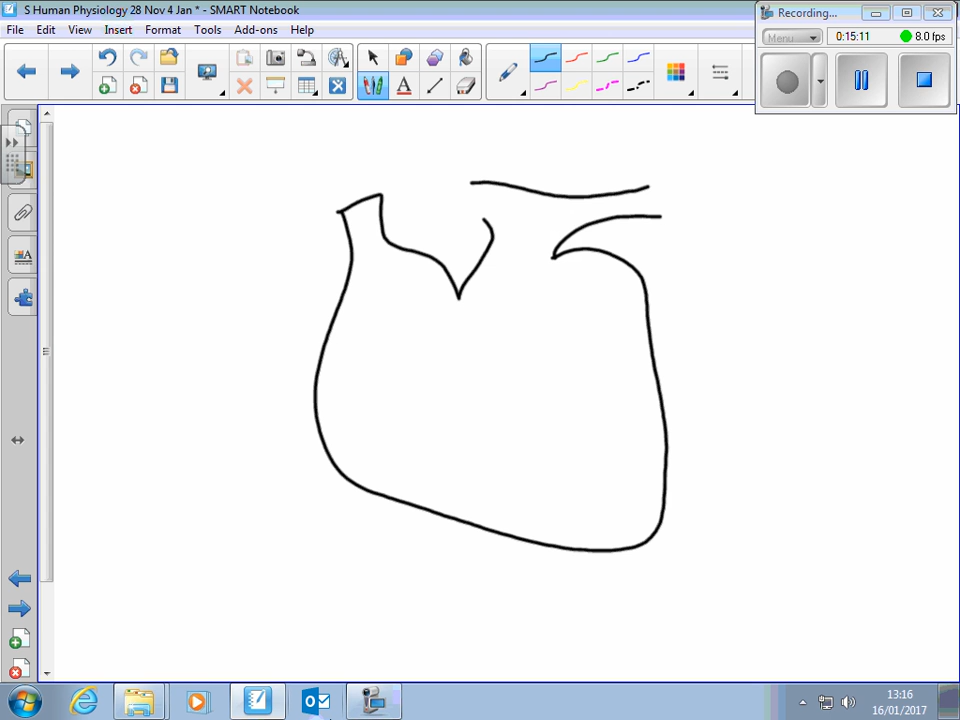 S Human Physiology 28 Nov 4 Jan * - SMART Notebook
File Edit View Insert Format Tools Add-ons Help
Recording...
Menu 0:15:11 8.0 fps
A
A
13:16
16/01/2017